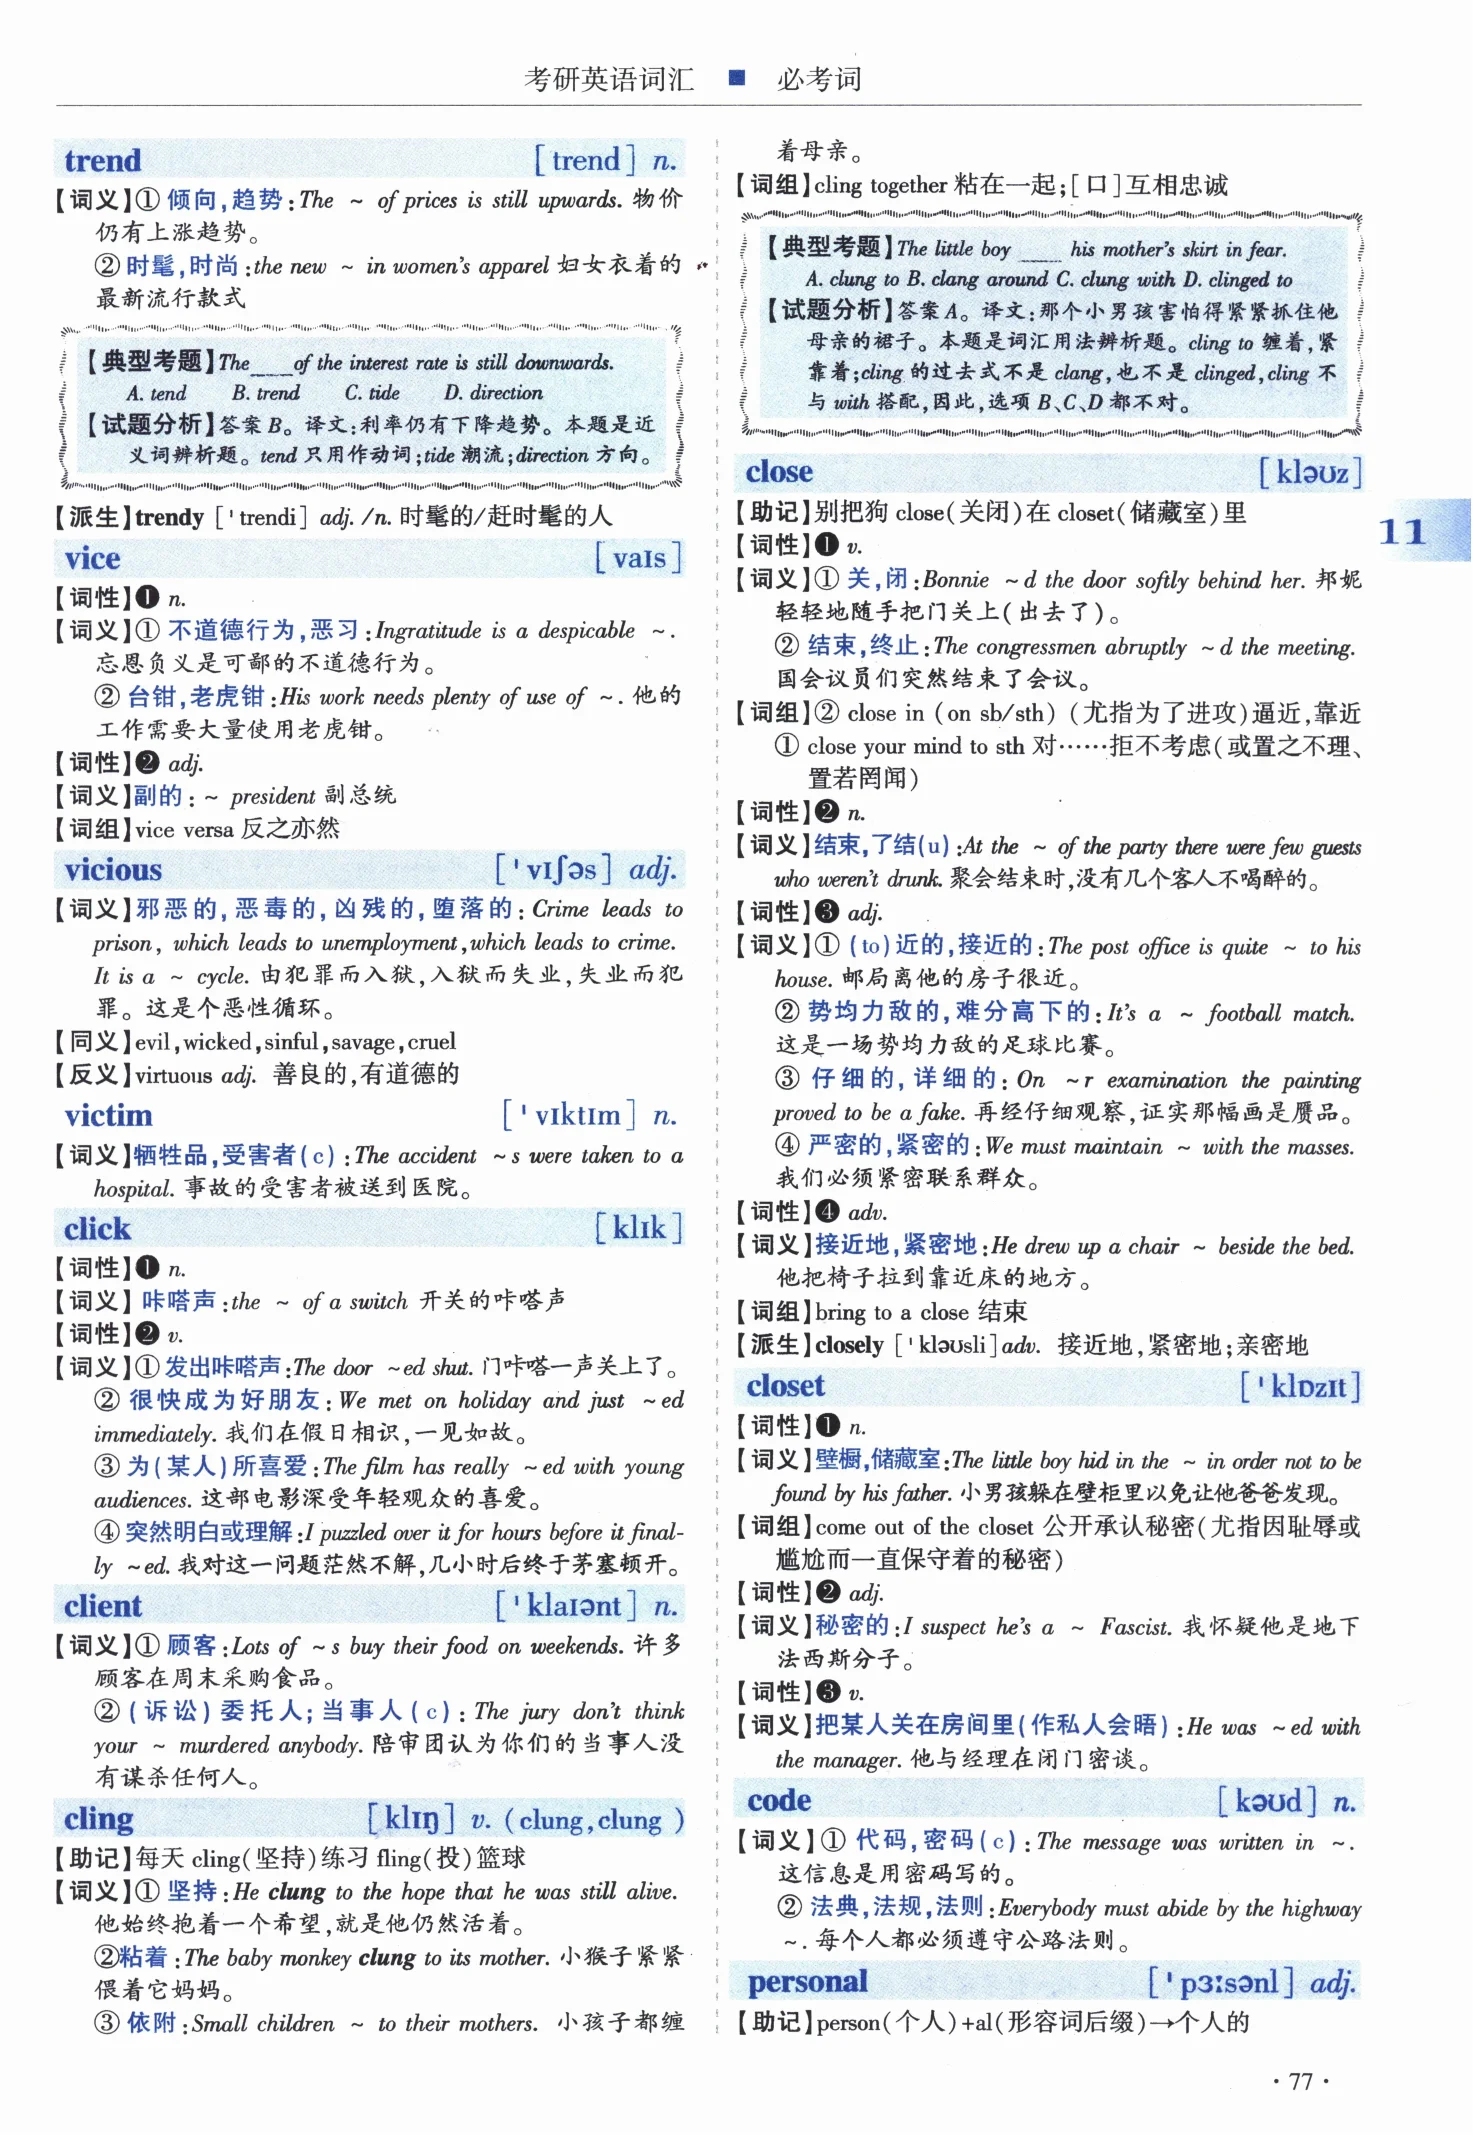 考研英语词汇 ■ 必考词
trend [trend] n.
【词义】① 倾向,趋势:The ~ of prices is still upwards. 物价
仍有上涨趋势。
② 时髦,时尚:the new ~ in women's apparel 妇女衣着的
最新流行款式
【典型考题】The____of the interest rate is still downwards.
A. tend B. trend C. tide D. direction
【试题分析】答案 B。译文:利率仍有下降趋势。本题是近
义词辨析题。tend 只用作动词;tide 潮流;direction 方向。
【派生】trendy ['trendi] adj. /n. 时髦的/赶时髦的人
vice [vaɪs]
【词性】❶ n.
【词义】① 不道德行为,恶习:Ingratitude is a despicable ~.
忘恩负义是可鄙的不道德行为。
② 台钳,老虎钳:His work needs plenty of use of ~. 他的
工作需要大量使用老虎钳。
【词性】❷ adj.
【词义】副的: ~ president 副总统
【词组】vice versa 反之亦然
vicious ['vɪʃəs] adj.
【词义】邪恶的,恶毒的,凶残的,堕落的:Crime leads to
prison, which leads to unemployment,which leads to crime.
It is a ~ cycle. 由犯罪而入狱,入狱而失业,失业而犯
罪。这是个恶性循环。
【同义】evil,wicked,sinful,savage,cruel
【反义】virtuous adj. 善良的,有道德的
victim ['vɪktɪm] n.
【词义】牺牲品,受害者(c):The accident ~s were taken to a
hospital. 事故的受害者被送到医院。
click [klɪk]
【词性】❶ n.
【词义】咔嗒声:the ~ of a switch 开关的咔嗒声
【词性】❷ v.
【词义】① 发出咔嗒声:The door ~ed shut. 门咔嗒一声关上了。
② 很快成为好朋友:We met on holiday and just ~ed
immediately. 我们在假日相识,一见如故。
③ 为(某人)所喜爱:The film has really ~ed with young
audiences. 这部电影深受年轻观众的喜爱。
④ 突然明白或理解:I puzzled over it for hours before it final-
ly ~ed. 我对这一问题茫然不解,几小时后终于茅塞顿开。
client ['klaɪənt] n.
【词义】① 顾客:Lots of ~s buy their food on weekends. 许多
顾客在周末采购食品。
② (诉讼)委托人;当事人(c):The jury don't think
your ~ murdered anybody. 陪审团认为你们的当事人没
有谋杀任何人。
cling [klɪŋ] v. (clung,clung )
【助记】每天 cling(坚持)练习 fling(投)篮球
【词义】① 坚持:He clung to the hope that he was still alive.
他始终抱着一个希望,就是他仍然活着。
②粘着:The baby monkey clung to its mother. 小猴子紧紧
偎着它妈妈。
③ 依附:Small children ~ to their mothers. 小孩子都缠
着母亲。
【词组】cling together 粘在一起;[口]互相忠诚
【典型考题】The little boy ____ his mother's skirt in fear.
A. clung to B. clang around C. clung with D. clinged to
【试题分析】答案 A。译文:那个小男孩害怕得紧紧抓住他
母亲的裙子。本题是词汇用法辨析题。cling to 缠着,紧
靠着;cling 的过去式不是 clang,也不是 clinged,cling 不
与 with 搭配,因此,选项 B、C、D 都不对。
close [kləʊz]
【助记】别把狗 close(关闭)在 closet(储藏室)里
【词性】❶ v.
【词义】① 关,闭:Bonnie ~d the door softly behind her. 邦妮
轻轻地随手把门关上(出去了)。
② 结束,终止:The congressmen abruptly ~d the meeting.
国会议员们突然结束了会议。
【词组】② close in (on sb/sth) (尤指为了进攻)逼近,靠近
① close your mind to sth 对……拒不考虑(或置之不理、
置若罔闻)
【词性】❷ n.
【词义】结束,了结(u):At the ~ of the party there were few guests
who weren't drunk. 聚会结束时,没有几个客人不喝醉的。
【词性】❸ adj.
【词义】① (to)近的,接近的:The post office is quite ~ to his
house. 邮局离他的房子很近。
② 势均力敌的,难分高下的:It's a ~ football match.
这是一场势均力敌的足球比赛。
③ 仔细的,详细的:On ~r examination the painting
proved to be a fake. 再经仔细观察,证实那幅画是赝品。
④ 严密的,紧密的:We must maintain ~ with the masses.
我们必须紧密联系群众。
【词性】❹ adv.
【词义】接近地,紧密地:He drew up a chair ~ beside the bed.
他把椅子拉到靠近床的地方。
【词组】bring to a close 结束
【派生】closely ['kləʊsli]adv. 接近地,紧密地;亲密地
closet ['klɒzɪt]
【词性】❶ n.
【词义】壁橱,储藏室:The little boy hid in the ~ in order not to be
found by his father. 小男孩躲在壁柜里以免让他爸爸发现。
【词组】come out of the closet 公开承认秘密(尤指因耻辱或
尴尬而一直保守着的秘密)
【词性】❷ adj.
【词义】秘密的:I suspect he's a ~ Fascist. 我怀疑他是地下
法西斯分子。
【词性】❸ v.
【词义】把某人关在房间里(作私人会晤):He was ~ed with
the manager. 他与经理在闭门密谈。
code [kəʊd] n.
【词义】① 代码,密码(c):The message was written in ~.
这信息是用密码写的。
② 法典,法规,法则:Everybody must abide by the highway
~. 每个人都必须遵守公路法则。
personal ['pɜːsənl] adj.
【助记】person(个人)+al(形容词后缀)→个人的
11
·77·